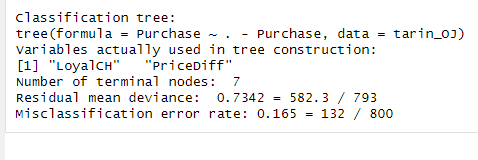 Classification tree:
tree(formula = Purchase ~ . - Purchase, data = tarin_OJ)
Variables actually used in tree construction:
[1] "LoyalCH"   "PriceDiff"
Number of terminal nodes:  7
Residual mean deviance:  0.7342 = 582.3 / 793
Misclassification error rate: 0.165 = 132 / 800